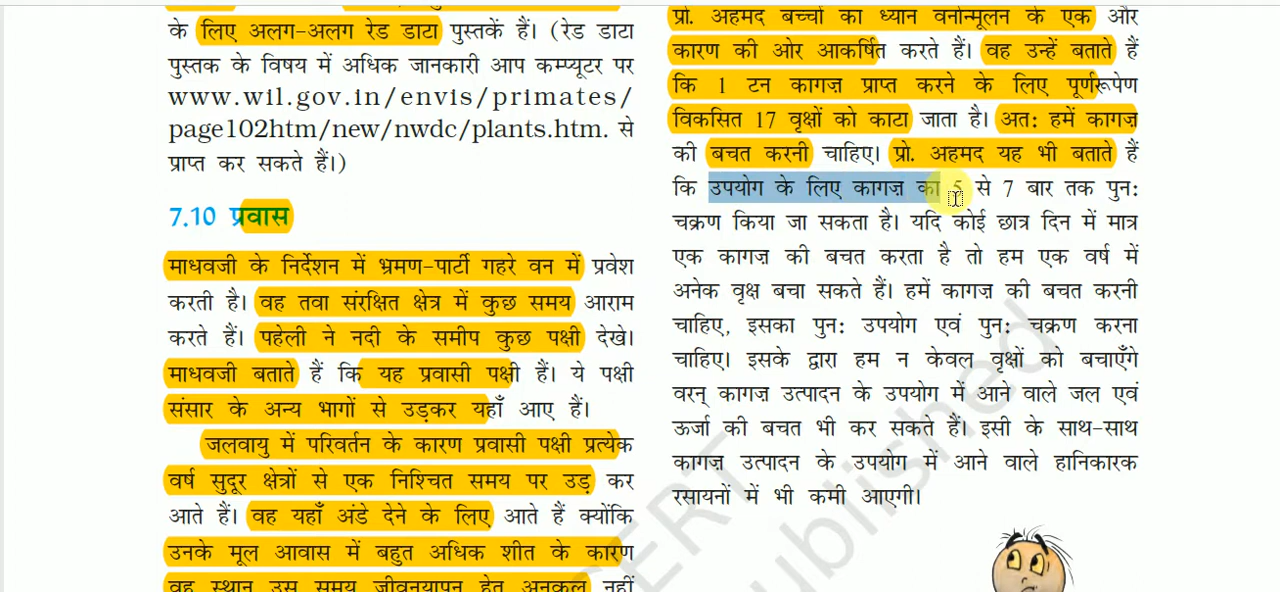 के लिए अलग-अलग रेड डाटा पुस्तकें हैं। (रेड डाटा
पुस्तक के विषय में अधिक जानकारी आप कम्प्यूटर पर
www.wil.gov.in/envis/primates/
page102htm/new/nwdc/plants.htm. से
प्राप्त कर सकते हैं।)
7.10 प्रवास
माधवजी के निर्देशन में भ्रमण-पार्टी गहरे वन में प्रवेश
करती है। वह तवा संरक्षित क्षेत्र में कुछ समय आराम
करते हैं। पहेली ने नदी के समीप कुछ पक्षी देखे।
माधवजी बताते हैं कि यह प्रवासी पक्षी हैं। ये पक्षी
संसार के अन्य भागों से उड़कर यहाँ आए हैं।
जलवायु में परिवर्तन के कारण प्रवासी पक्षी प्रत्येक
वर्ष सुदूर क्षेत्रों से एक निश्चित समय पर उड़ कर
आते हैं। वह यहाँ अंडे देने के लिए आते हैं क्योंकि
उनके मूल आवास में बहुत अधिक शीत के कारण
वह स्थान उस समय जीवनयापन हेतु अनुकूल नहीं
प्रो. अहमद बच्चों का ध्यान वनोन्मूलन के एक और
कारण की ओर आकर्षित करते हैं। वह उन्हें बताते हैं
कि 1 टन कागज़ प्राप्त करने के लिए पूर्णरूपेण
विकसित 17 वृक्षों को काटा जाता है। अत: हमें कागज़
की बचत करनी चाहिए। प्रो. अहमद यह भी बताते हैं
कि उपयोग के लिए कागज़ का 5 से 7 बार तक पुन:
चक्रण किया जा सकता है। यदि कोई छात्र दिन में मात्र
एक कागज़ की बचत करता है तो हम एक वर्ष में
अनेक वृक्ष बचा सकते हैं। हमें कागज़ की बचत करनी
चाहिए, इसका पुन: उपयोग एवं पुन: चक्रण करना
चाहिए। इसके द्वारा हम न केवल वृक्षों को बचाएँगे
वरन् कागज़ उत्पादन के उपयोग में आने वाले जल एवं
ऊर्जा की बचत भी कर सकते हैं। इसी के साथ-साथ
कागज़ उत्पादन के उपयोग में आने वाले हानिकारक
रसायनों में भी कमी आएगी।